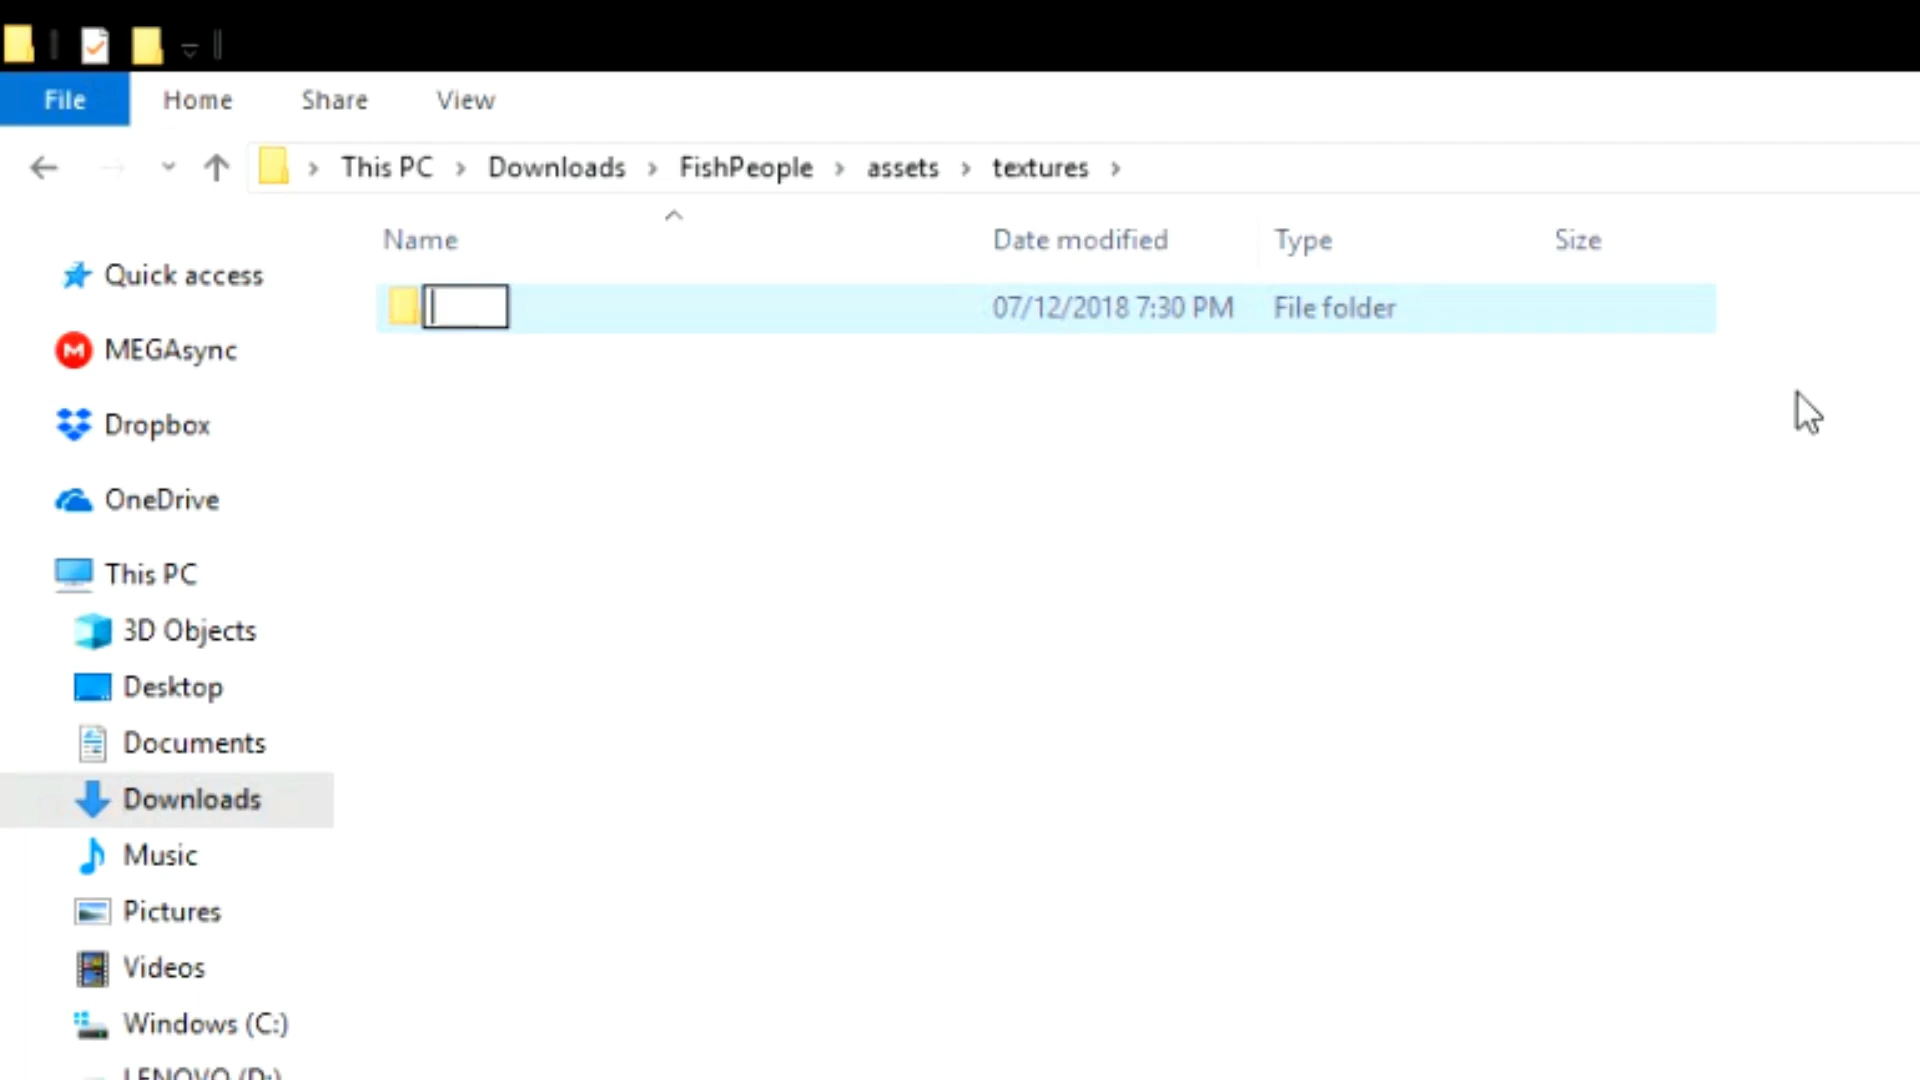 File Home Share View
This PC Downloads FishPeople assets textures
Name Date modified Type Size
07/12/2018 7:30 PM File folder
Quick access
MEGAsync
Dropbox
OneDrive
This PC
3D Objects
Desktop
Documents
Downloads
Music
Pictures
Videos
Windows (C:)
LENOVO (D:)